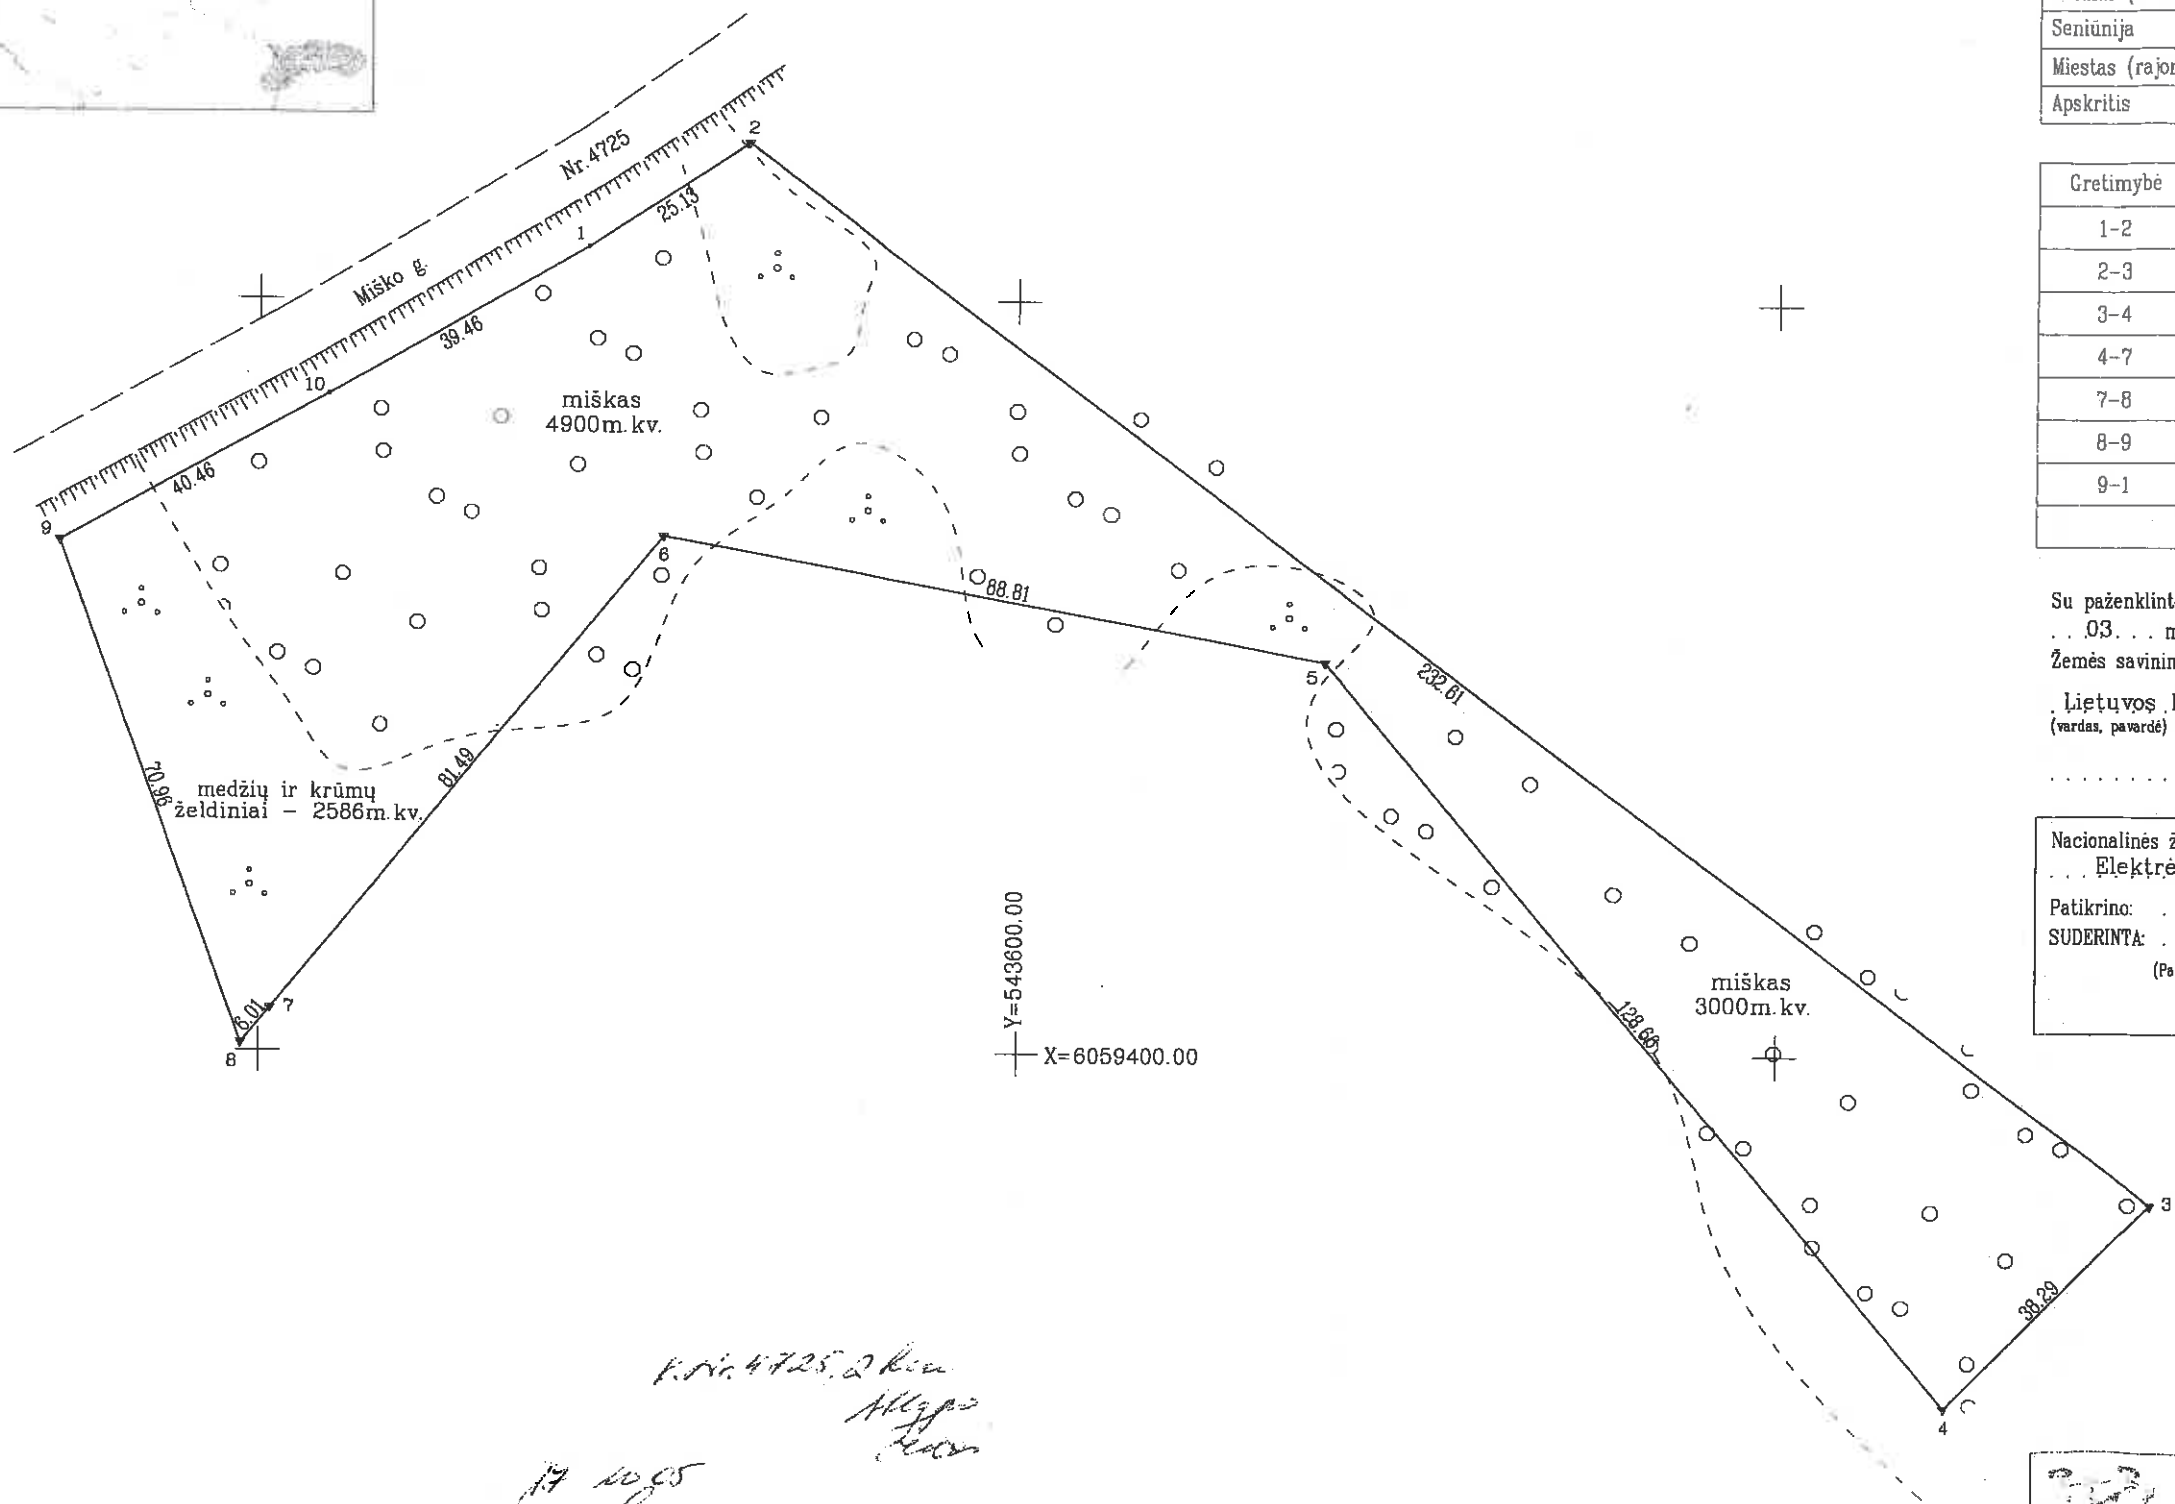 Seniūnija
Miestas (rajon
Apskritis
2
Nr.4725
25.13
1
Miško g.
39.46
10
miškas
4900m.kv.
40.46
9
6
88.81
5
232.61
70.96
81.49
medžių ir krūmų
želdiniai – 2586m.kv.
6.01
7
8
Y=543600.00
X=6059400.00
miškas
3000m.kv.
128.66
3
38.29
4
Gretimybė
1-2
2-3
3-4
4-7
7-8
8-9
9-1
Su paženklint
. . .03. . . m
Žemės savinin
. Lietuvos
(vardas, pavardė)
. . . . . . . .
Nacionalinės ž
. . . Elektrė
Patikrino: .
SUDERINTA: .
(Pa